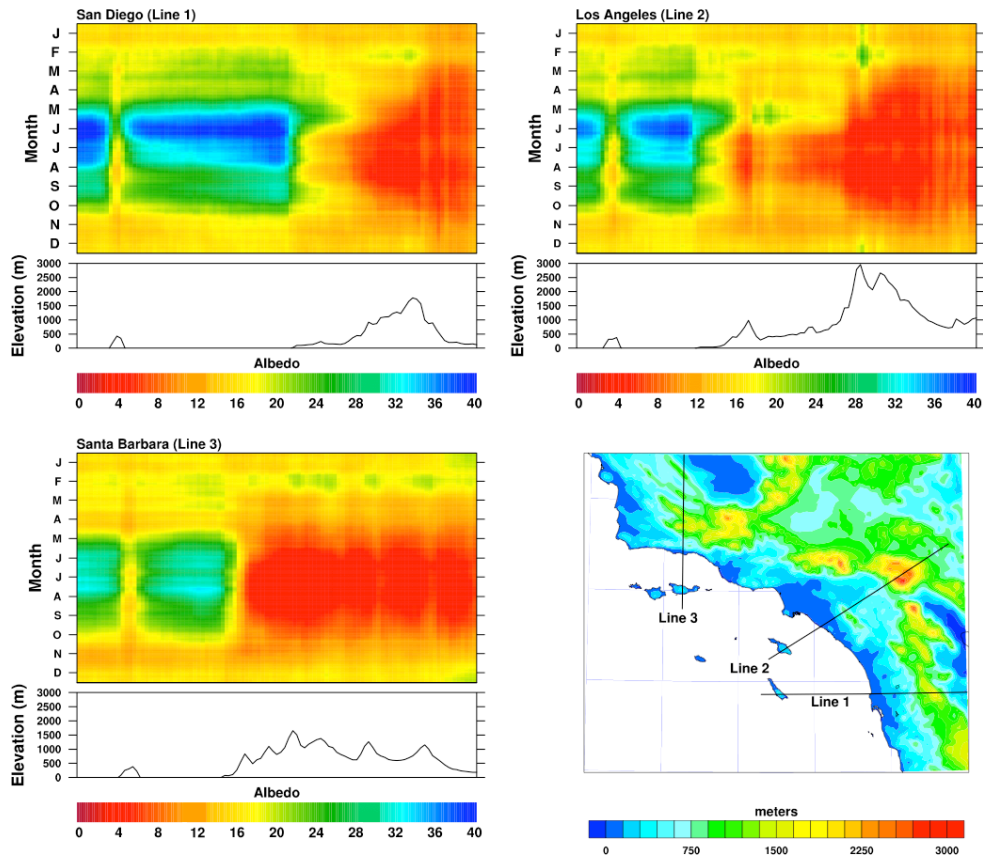 San Diego (Line 1)
J
F
M
A
M
J
J
A
S
O
N
D
Month
3000
2500
2000
1500
1000
500
0
Elevation (m)
Albedo
0 4 8 12 16 20 24 28 32 36 40
Los Angeles (Line 2)
J
F
M
A
M
J
J
A
S
O
N
D
Month
3000
2500
2000
1500
1000
500
0
Elevation (m)
Albedo
0 4 8 12 16 20 24 28 32 36 40
Santa Barbara (Line 3)
J
F
M
A
M
J
J
A
S
O
N
D
Month
3000
2500
2000
1500
1000
500
0
Elevation (m)
Albedo
0 4 8 12 16 20 24 28 32 36 40
Line 3
Line 2
Line 1
meters
0 750 1500 2250 3000